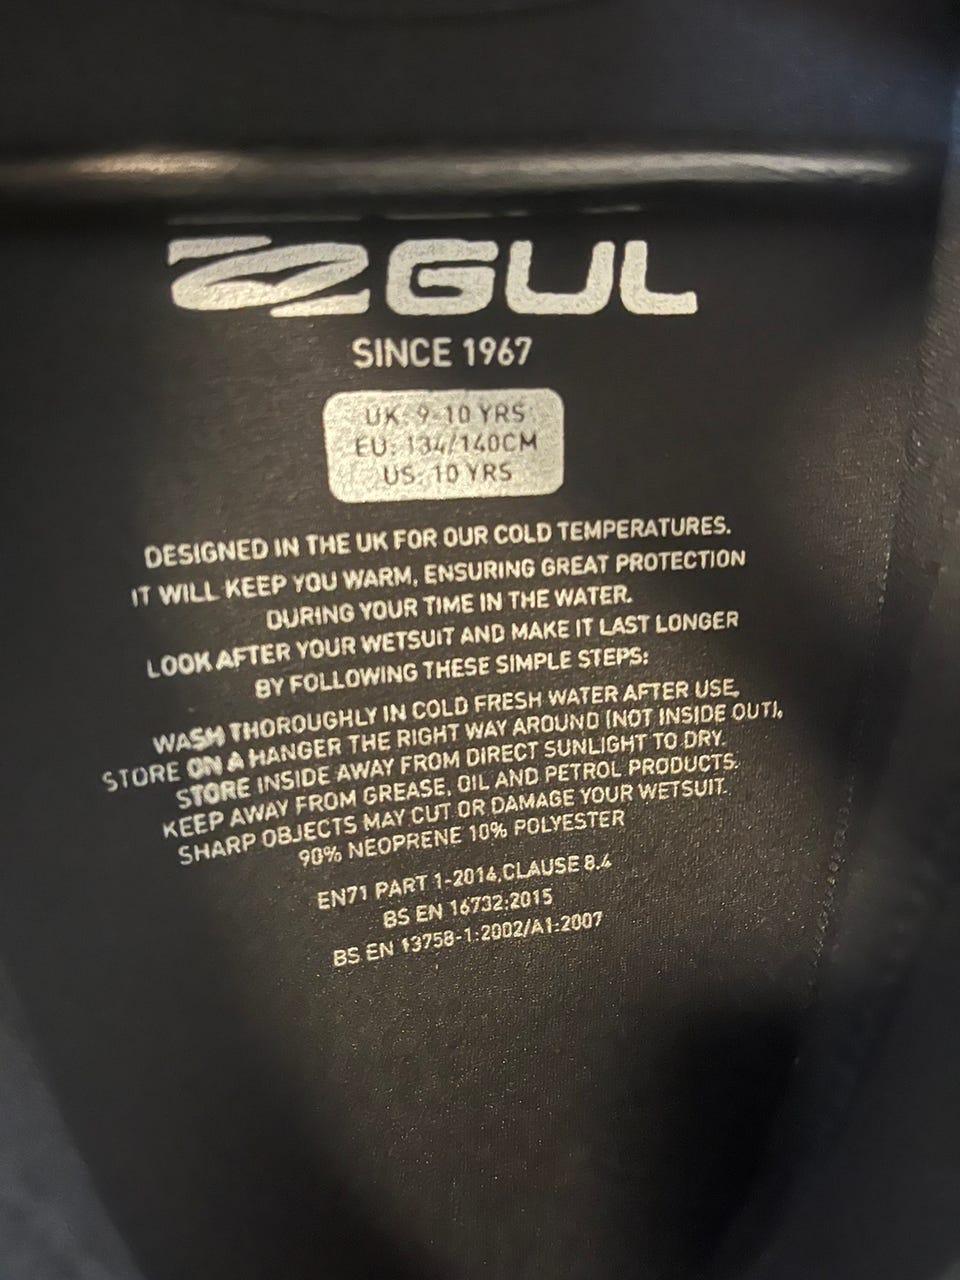 GUL
SINCE 1967
UK: 9-10 YRS
EU: 134/140CM
US: 10 YRS
DESIGNED IN THE UK FOR OUR COLD TEMPERATURES.
IT WILL KEEP YOU WARM, ENSURING GREAT PROTECTION
DURING YOUR TIME IN THE WATER.
LOOK AFTER YOUR WETSUIT AND MAKE IT LAST LONGER
BY FOLLOWING THESE SIMPLE STEPS:
WASH THOROUGHLY IN COLD FRESH WATER AFTER USE,
STORE ON A HANGER THE RIGHT WAY AROUND (NOT INSIDE OUT),
STORE INSIDE AWAY FROM DIRECT SUNLIGHT TO DRY.
KEEP AWAY FROM GREASE, OIL AND PETROL PRODUCTS.
SHARP OBJECTS MAY CUT OR DAMAGE YOUR WETSUIT.
90% NEOPRENE 10% POLYESTER
EN71 PART 1-2014,CLAUSE 8.4
BS EN 16732:2015
BS EN 13758-1:2002/A1:2007